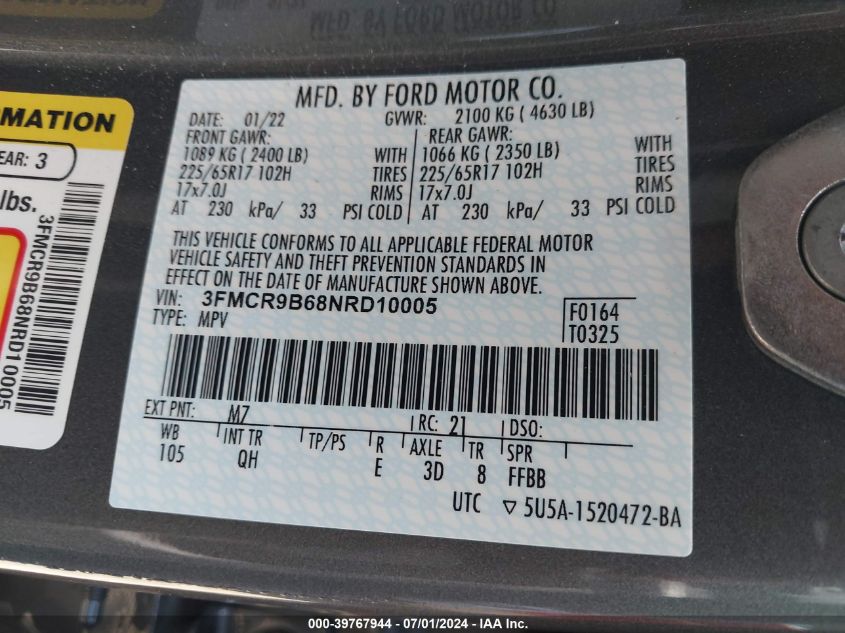 MFD. BY FORD MOTOR CO.
DATE: 01/22 GVWR: 2100 KG ( 4630 LB)
FRONT GAWR: REAR GAWR:
1089 KG ( 2400 LB) WITH 1066 KG ( 2350 LB) WITH
225/65R17 102H TIRES 225/65R17 102H TIRES
17x7.0J RIMS 17x7.0J RIMS
AT 230 kPa/ 33 PSI COLD AT 230 kPa/ 33 PSI COLD
THIS VEHICLE CONFORMS TO ALL APPLICABLE FEDERAL MOTOR
VEHICLE SAFETY AND THEFT PREVENTION STANDARDS IN
EFFECT ON THE DATE OF MANUFACTURE SHOWN ABOVE.
VIN: 3FMCR9B68NRD10005
TYPE: MPV
F0164
T0325
EXT PNT: M7 RC: 21 DSO:
WB INT TR TP/PS R AXLE TR SPR
105 QH E 3D 8 FFBB
UTC ▽ 5U5A-1520472-BA
MATION
EAR: 3
lbs.
3FMCR9B68NRD10005
000-39767944 | 07/01/2024 | IAA Inc.